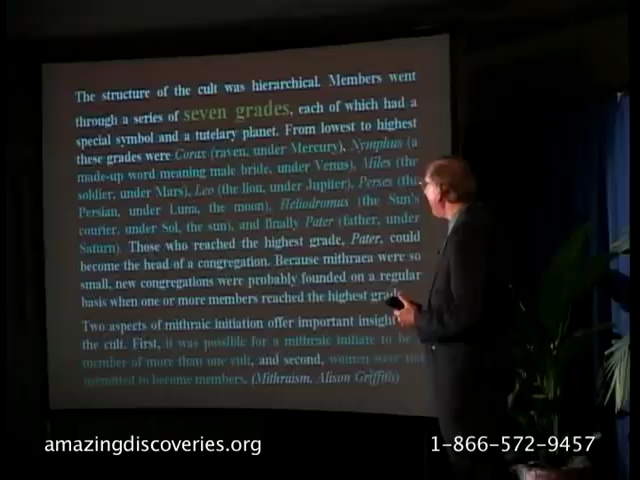 The structure of the cult was hierarchical. Members went
through a series of seven grades, each of which had a
special symbol and a tutelary planet. From lowest to highest
these grades were Corax (raven, under Mercury), Nymphus (a
made-up word meaning male bride, under Venus), Miles (the
soldier, under Mars), Leo (the lion, under Jupiter), Perses (the
Persian, under Luna, the moon), Heliodromus (the Sun's
courier, under Sol, the sun), and finally Pater (father, under
Saturn). Those who reached the highest grade, Pater, could
become the head of a congregation. Because mithraea were so
small, new congregations were probably founded on a regular
basis when one or more members reached the highest grade
Two aspects of mithraic initiation offer important insight
the cult. First, it was possible for a mithraic initiate to be a
member of more than one cult, and second, women were not
permitted to become members. (Mithraism, Alison Griffith)
amazingdiscoveries.org
1-866-572-9457